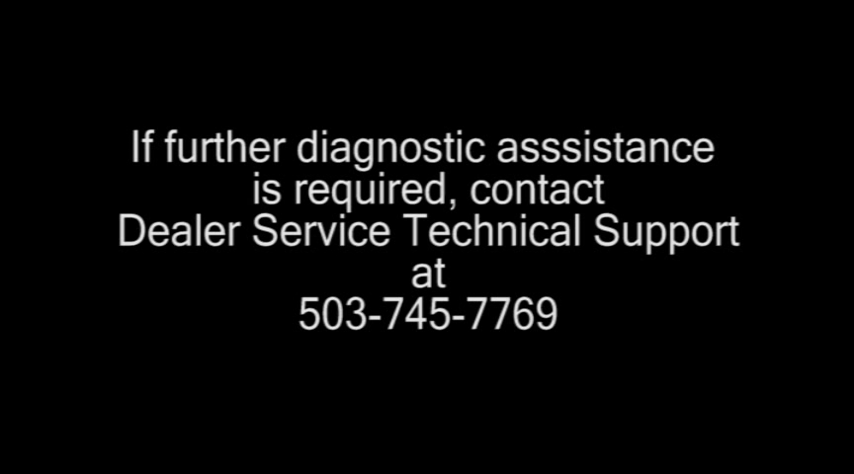 If further diagnostic asssistance
is required, contact
Dealer Service Technical Support
at
503-745-7769